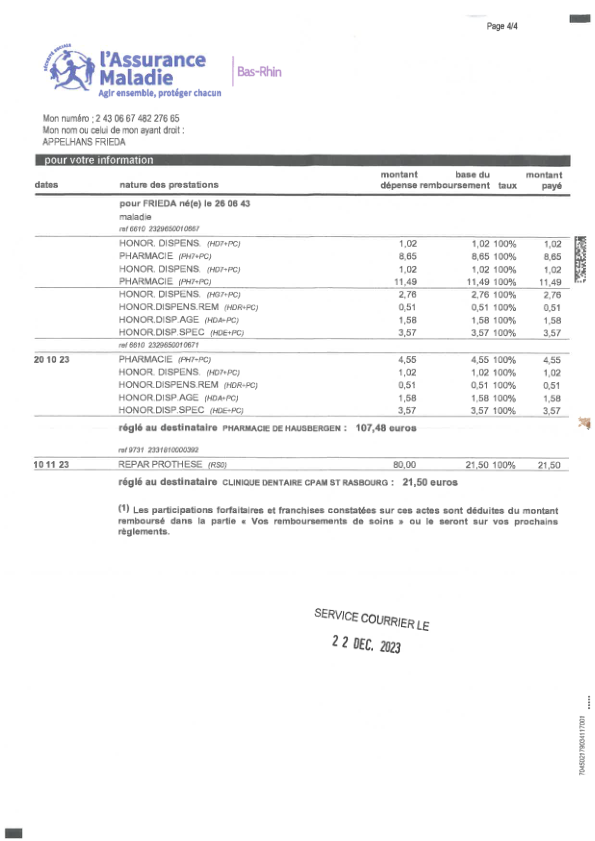 Page 4/4
SÉCURITÉ SOCIALE
l'Assurance
Maladie
Agir ensemble, protéger chacun
Bas-Rhin
Mon numéro : 2 43 06 67 482 276 65
Mon nom ou celui de mon ayant droit :
APPELHANS FRIEDA
pour votre information
dates nature des prestations montant dépense base du remboursement taux montant payé
pour FRIEDA né(e) le 26 06 43
maladie
ref 6610 2329650010667
HONOR. DISPENS. (HD7+PC) 1,02 1,02 100% 1,02
PHARMACIE (PH7+PC) 8,65 8,65 100% 8,65
HONOR. DISPENS. (HD7+PC) 1,02 1,02 100% 1,02
PHARMACIE (PH7+PC) 11,49 11,49 100% 11,49
HONOR. DISPENS. (HG7+PC) 2,76 2,76 100% 2,76
HONOR.DISPENS.REM (HDR+PC) 0,51 0,51 100% 0,51
HONOR.DISP.AGE (HDA+PC) 1,58 1,58 100% 1,58
HONOR.DISP.SPEC (HDE+PC) 3,57 3,57 100% 3,57
ref 6610 2329650010671
20 10 23 PHARMACIE (PH7+PC) 4,55 4,55 100% 4,55
HONOR. DISPENS. (HD7+PC) 1,02 1,02 100% 1,02
HONOR.DISPENS.REM (HDR+PC) 0,51 0,51 100% 0,51
HONOR.DISP.AGE (HDA+PC) 1,58 1,58 100% 1,58
HONOR.DISP.SPEC (HDE+PC) 3,57 3,57 100% 3,57
réglé au destinataire PHARMACIE DE HAUSBERGEN : 107,48 euros
ref 9731 2331810000392
10 11 23 REPAR PROTHESE (RS0) 80,00 21,50 100% 21,50
réglé au destinataire CLINIQUE DENTAIRE CPAM ST RASBOURG : 21,50 euros
(1) Les participations forfaitaires et franchises constatées sur ces actes sont déduites du montant
remboursé dans la partie « Vos remboursements de soins » ou le seront sur vos prochains
règlements.
SERVICE COURRIER LE
22 DEC. 2023
704502179034117001